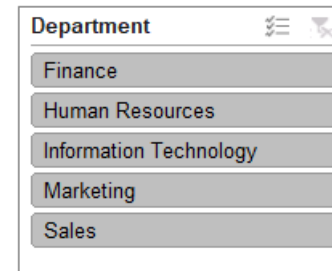 Department
Finance
Human Resources
Information Technology
Marketing
Sales